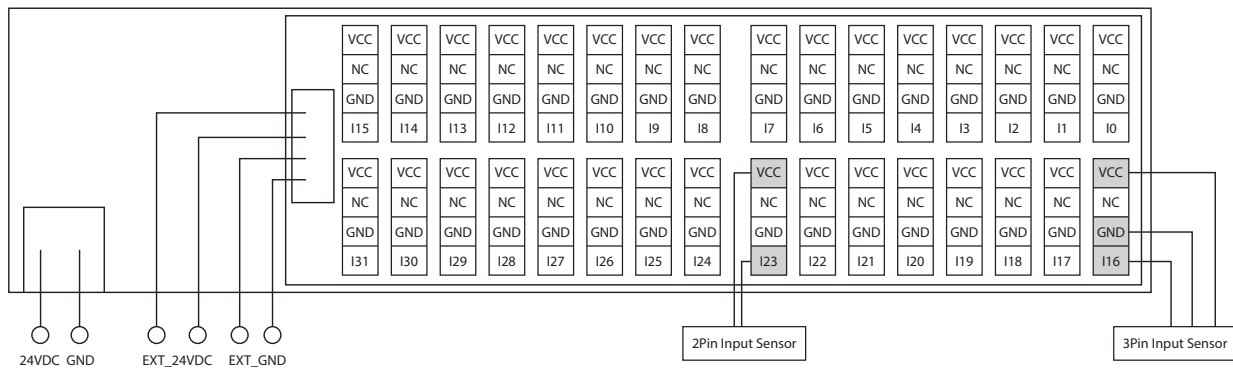 VCC VCC VCC VCC VCC VCC VCC VCC VCC VCC VCC VCC VCC VCC VCC VCC
NC NC NC NC NC NC NC NC NC NC NC NC NC NC NC NC
GND GND GND GND GND GND GND GND GND GND GND GND GND GND GND GND
I15 I14 I13 I12 I11 I10 I9 I8 I7 I6 I5 I4 I3 I2 I1 I0
VCC VCC VCC VCC VCC VCC VCC VCC VCC VCC VCC VCC VCC VCC VCC VCC
NC NC NC NC NC NC NC NC NC NC NC NC NC NC NC NC
GND GND GND GND GND GND GND GND GND GND GND GND GND GND GND GND
I31 I30 I29 I28 I27 I26 I25 I24 I23 I22 I21 I20 I19 I18 I17 I16
2Pin Input Sensor 3Pin Input Sensor
24VDC GND EXT_24VDC EXT_GND